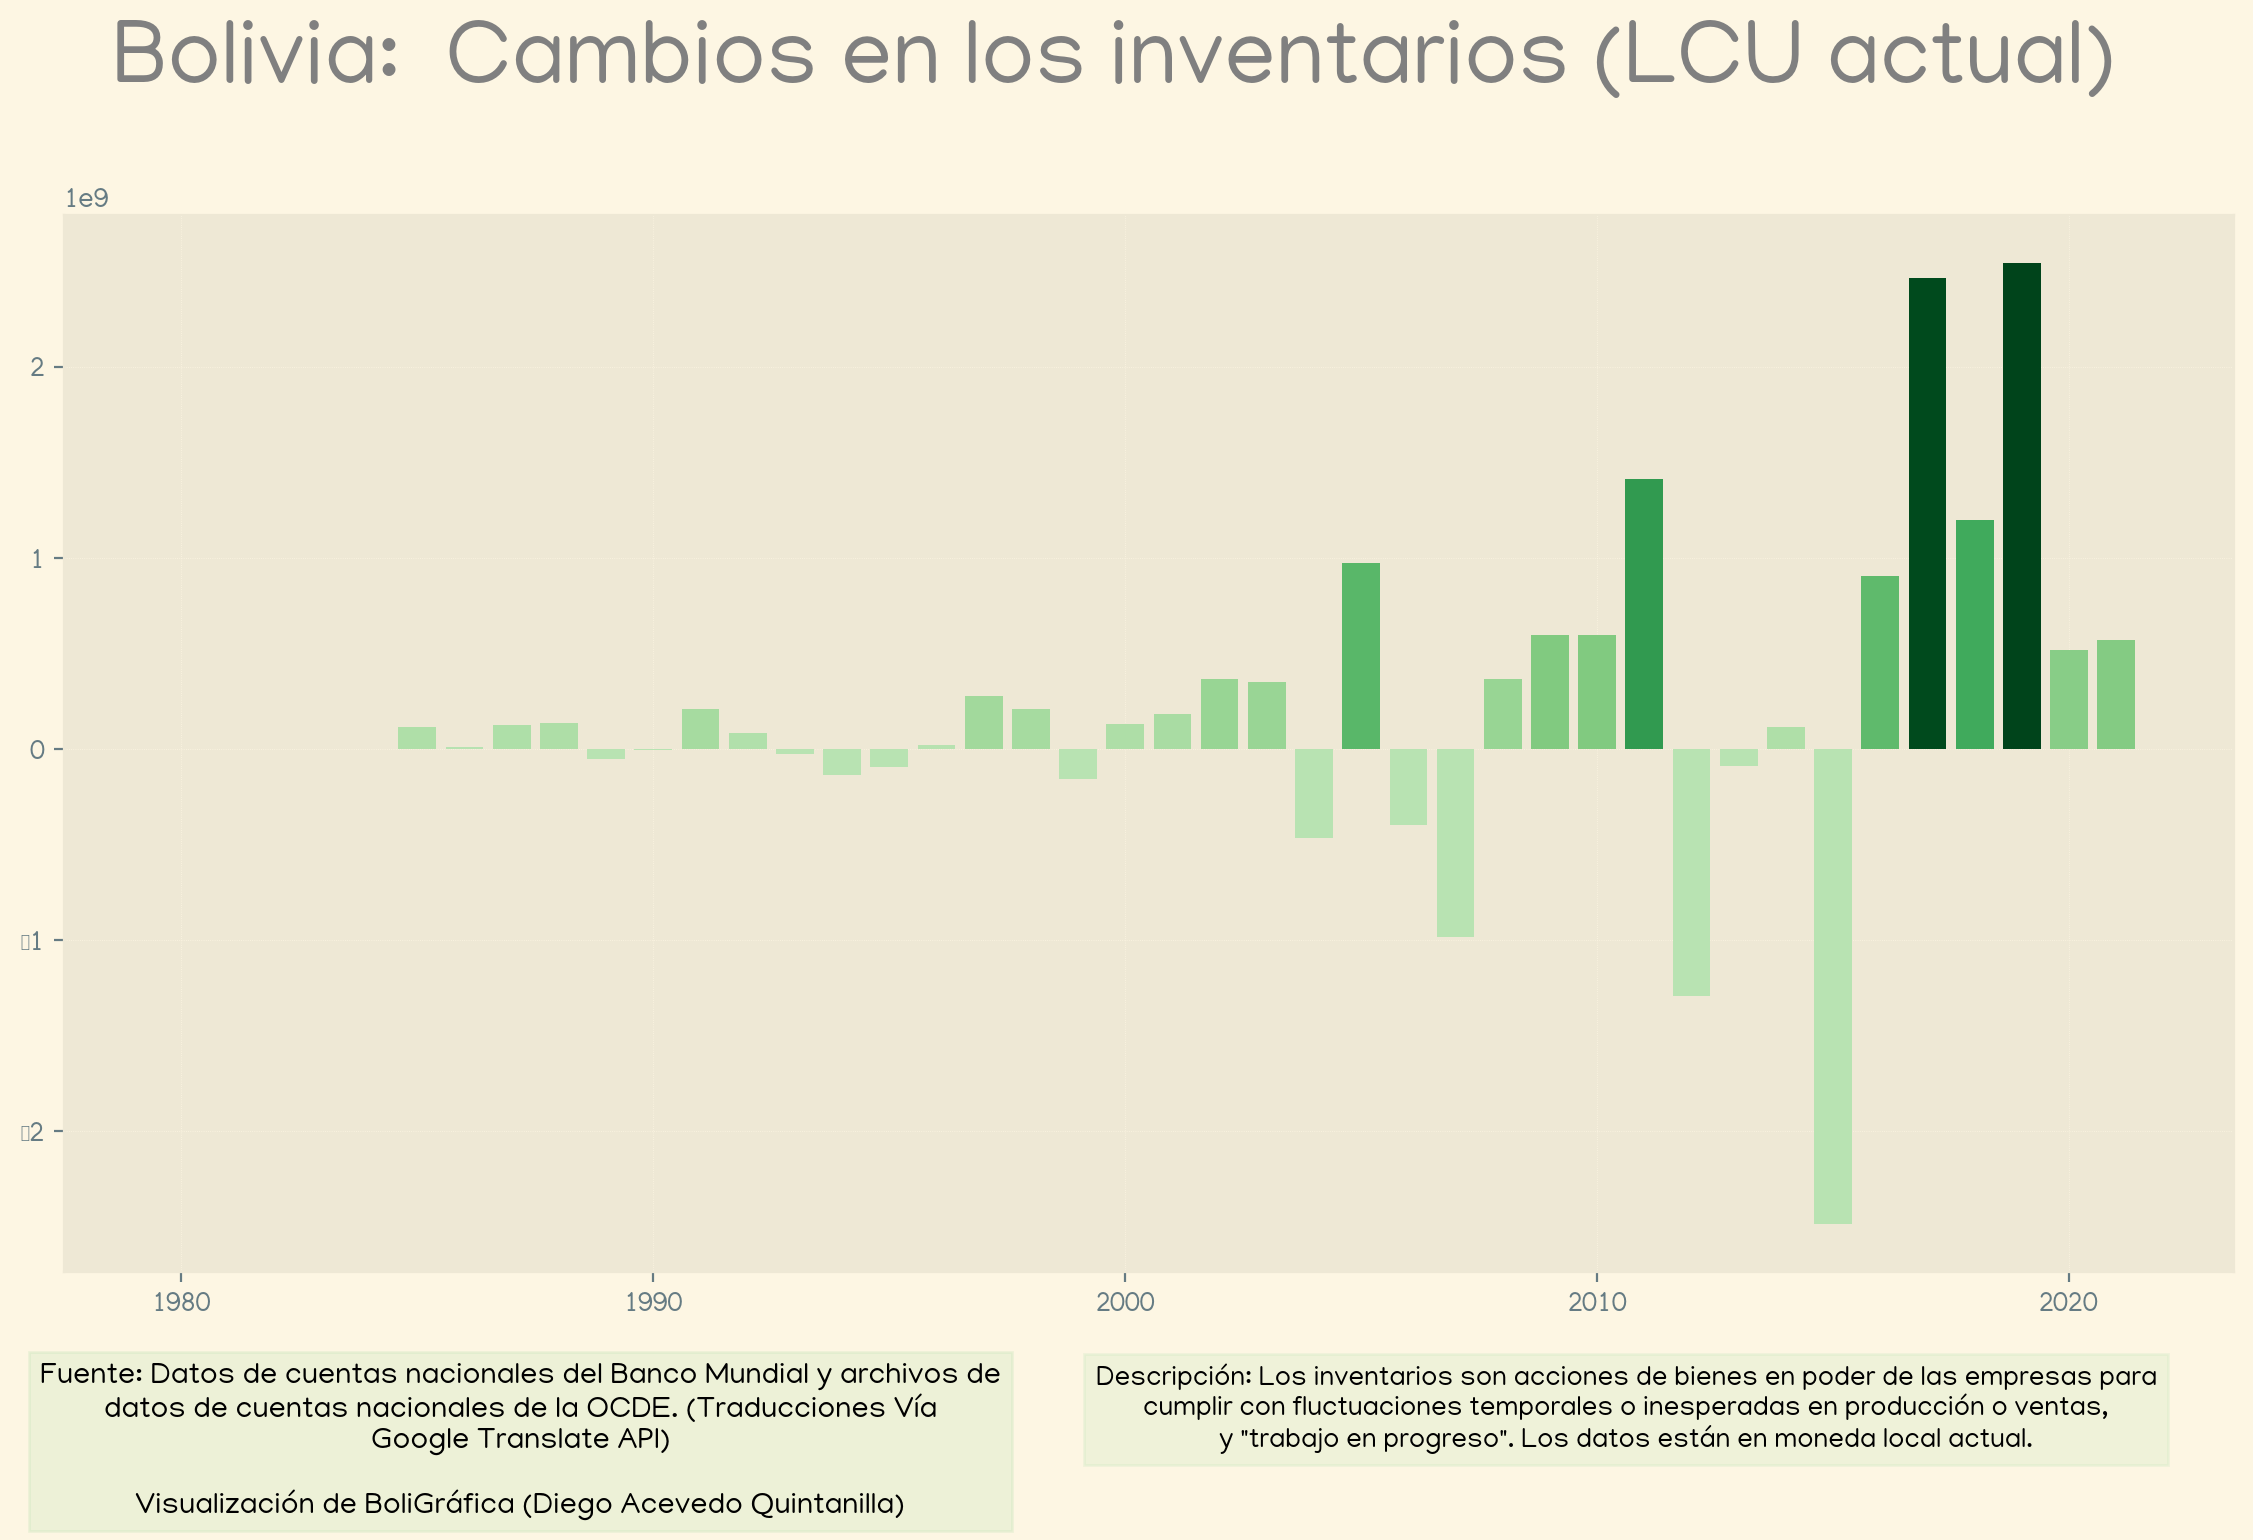 Bolivia:  Cambios en los inventarios (LCU actual)
1e9
2
1
0
▯1
▯2
1980 1990 2000 2010 2020
Fuente: Datos de cuentas nacionales del Banco Mundial y archivos de
datos de cuentas nacionales de la OCDE. (Traducciones Vía
Google Translate API)
Visualización de BoliGráfica (Diego Acevedo Quintanilla)
Descripción: Los inventarios son acciones de bienes en poder de las empresas para
cumplir con fluctuaciones temporales o inesperadas en producción o ventas,
y "trabajo en progreso". Los datos están en moneda local actual.